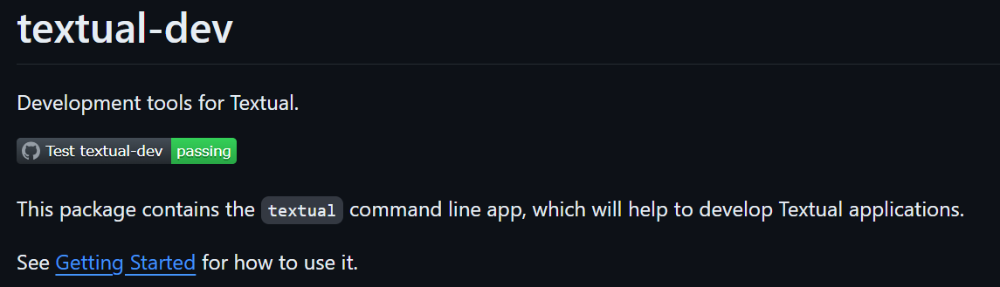 textual-dev
Development tools for Textual.
Test textual-dev passing
This package contains the textual command line app, which will help to develop Textual applications.
See Getting Started for how to use it.